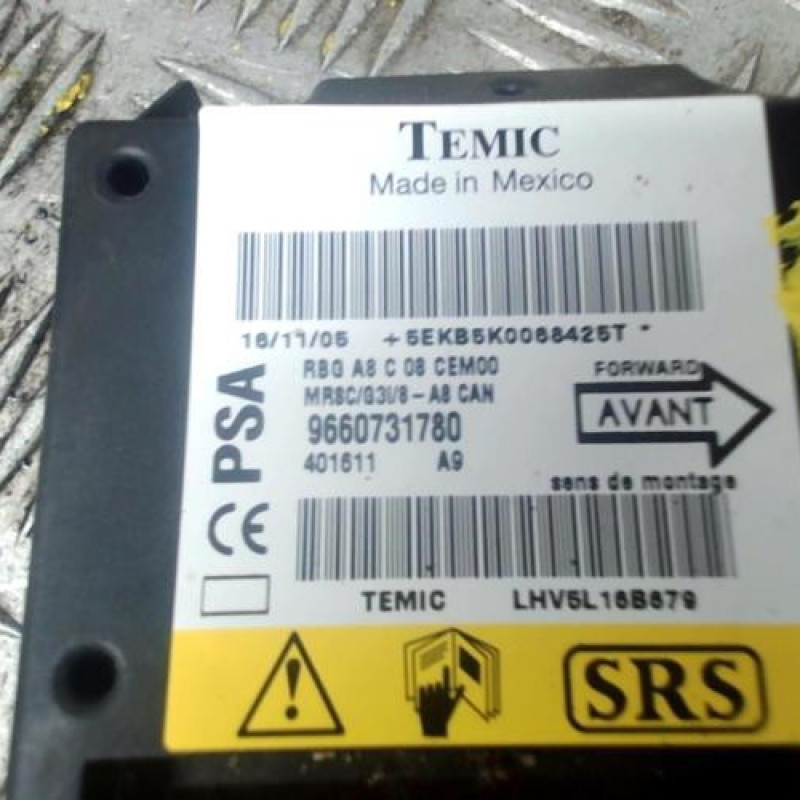 TEMIC
Made in Mexico
16/11/05 +5EKB5K0068425T *
RBG A8 C 08 CEM00
MRSC/G3I/8-A8 CAN
9660731780
401611 A9
PSA
CE
FORWARD
AVANT
sens de montage
TEMIC LHV5L16B679
SRS